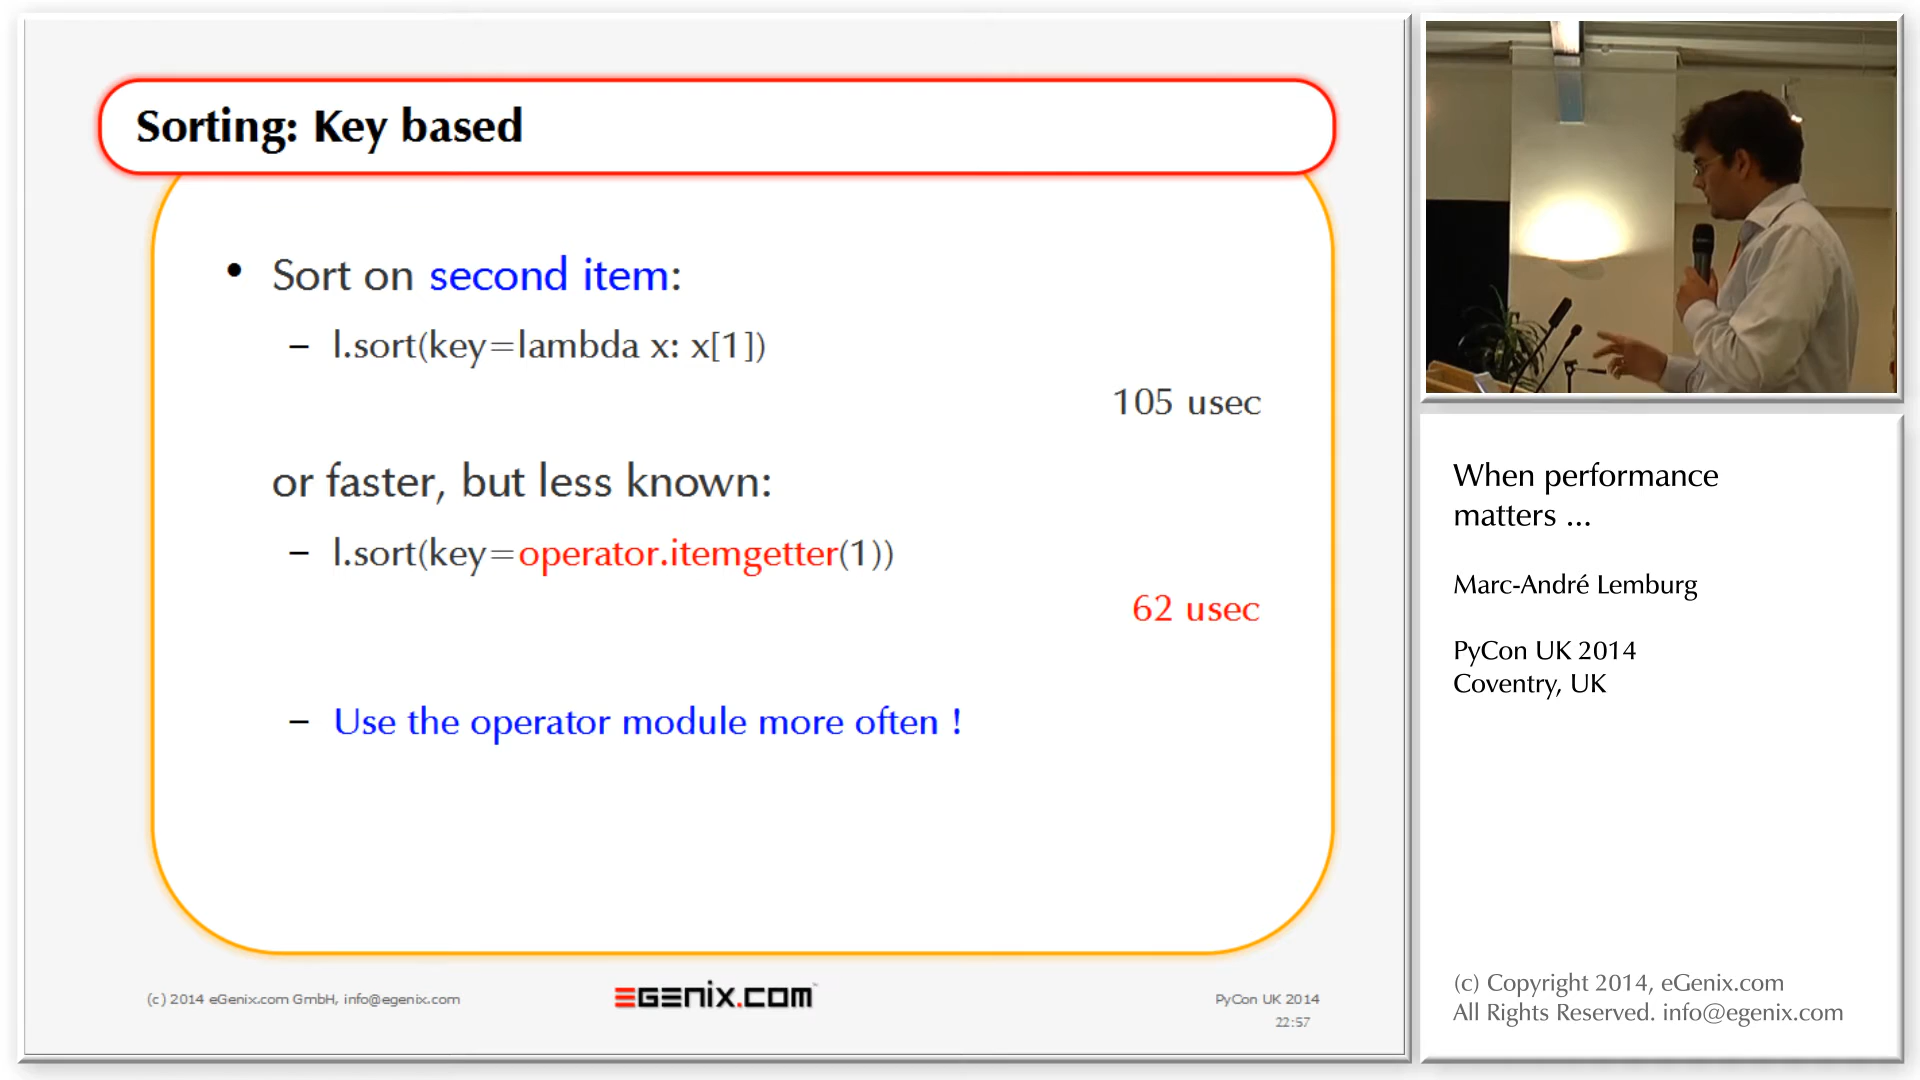 Sorting: Key based
• Sort on second item:
– l.sort(key=lambda x: x[1])
105 usec
or faster, but less known:
– l.sort(key=operator.itemgetter(1))
62 usec
– Use the operator module more often !
(c) 2014 eGenix.com GmbH, info@egenix.com
EGENIX.COM
PyCon UK 2014
22:57
When performance
matters ...
Marc-André Lemburg
PyCon UK 2014
Coventry, UK
(c) Copyright 2014, eGenix.com
All Rights Reserved. info@egenix.com